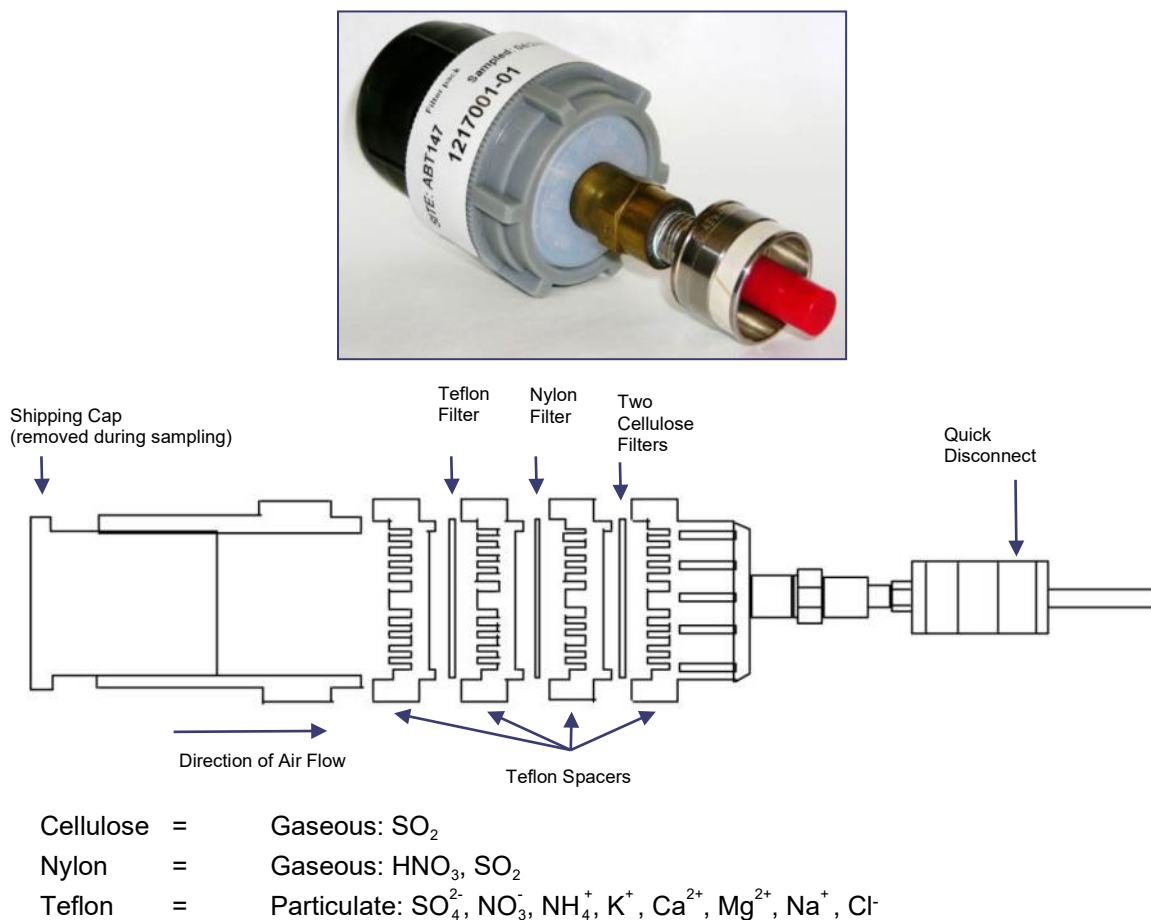 SITE: ABT147 Filter pack
1217001-01 Sampled:
Teflon
Filter
Nylon
Filter
Two
Cellulose
Filters
Shipping Cap
(removed during sampling)
Quick
Disconnect
Direction of Air Flow
Teflon Spacers
Cellulose = Gaseous: SO₂
Nylon = Gaseous: HNO₃, SO₂
Teflon = Particulate: SO₄²⁻, NO₃⁻, NH₄⁺, K⁺, Ca²⁺, Mg²⁺, Na⁺, Cl⁻